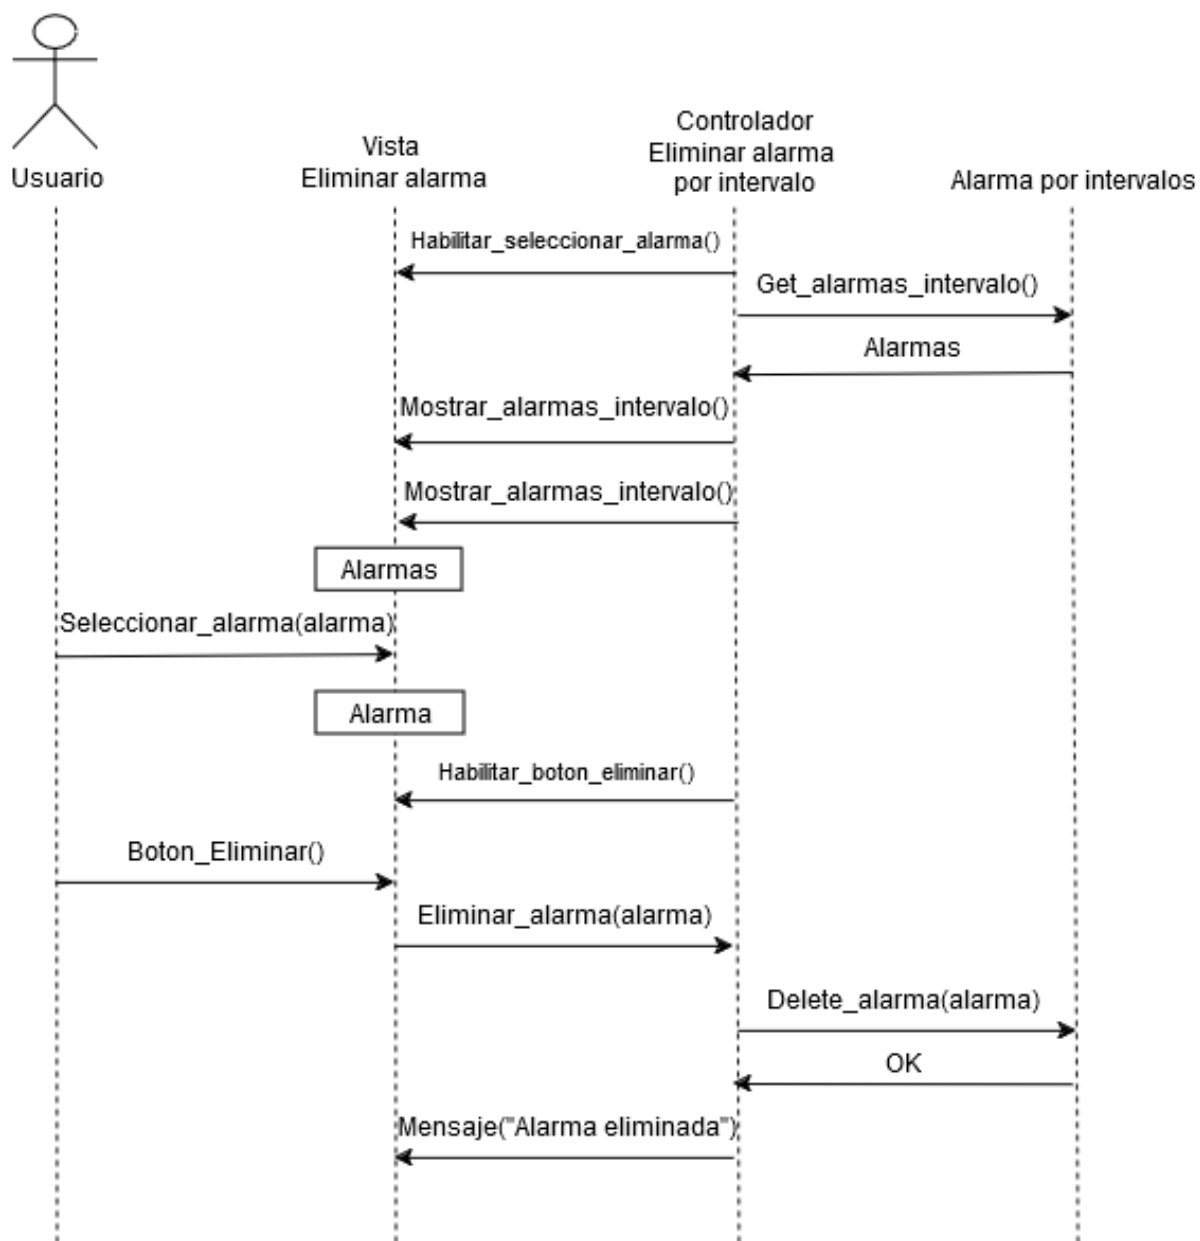 Usuario
Vista
Eliminar alarma
Controlador
Eliminar alarma
por intervalo
Alarma por intervalos
Habilitar_seleccionar_alarma()
Get_alarmas_intervalo()
Alarmas
Mostrar_alarmas_intervalo()
Mostrar_alarmas_intervalo()
Alarmas
Seleccionar_alarma(alarma)
Alarma
Habilitar_boton_eliminar()
Boton_Eliminar()
Eliminar_alarma(alarma)
Delete_alarma(alarma)
OK
Mensaje("Alarma eliminada")